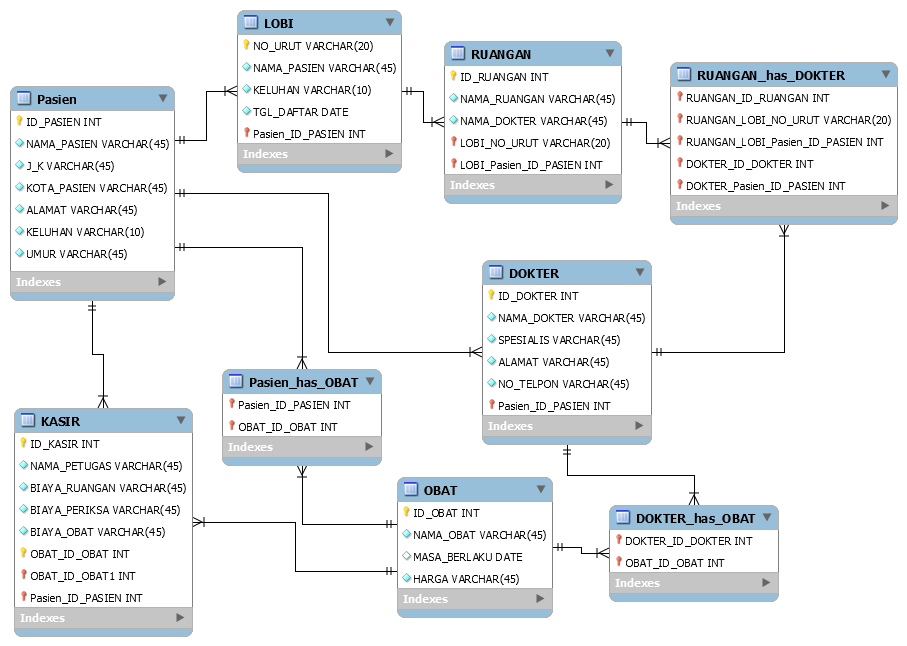 LOBI
NO_URUT VARCHAR(20)
NAMA_PASIEN VARCHAR(45)
KELUHAN VARCHAR(10)
TGL_DAFTAR DATE
Pasien_ID_PASIEN INT
Indexes
RUANGAN
ID_RUANGAN INT
NAMA_RUANGAN VARCHAR(45)
NAMA_DOKTER VARCHAR(45)
LOBI_NO_URUT VARCHAR(20)
LOBI_Pasien_ID_PASIEN INT
Indexes
RUANGAN_has_DOKTER
RUANGAN_ID_RUANGAN INT
RUANGAN_LOBI_NO_URUT VARCHAR(20)
RUANGAN_LOBI_Pasien_ID_PASIEN INT
DOKTER_ID_DOKTER INT
DOKTER_Pasien_ID_PASIEN INT
Indexes
Pasien
ID_PASIEN INT
NAMA_PASIEN VARCHAR(45)
J_K VARCHAR(45)
KOTA_PASIEN VARCHAR(45)
ALAMAT VARCHAR(45)
KELUHAN VARCHAR(10)
UMUR VARCHAR(45)
Indexes
DOKTER
ID_DOKTER INT
NAMA_DOKTER VARCHAR(45)
SPESIALIS VARCHAR(45)
ALAMAT VARCHAR(45)
NO_TELPON VARCHAR(45)
Pasien_ID_PASIEN INT
Indexes
Pasien_has_OBAT
Pasien_ID_PASIEN INT
OBAT_ID_OBAT INT
Indexes
KASIR
ID_KASIR INT
NAMA_PETUGAS VARCHAR(45)
BIAYA_RUANGAN VARCHAR(45)
BIAYA_PERIKSA VARCHAR(45)
BIAYA_OBAT VARCHAR(45)
OBAT_ID_OBAT INT
OBAT_ID_OBAT1 INT
Pasien_ID_PASIEN INT
Indexes
OBAT
ID_OBAT INT
NAMA_OBAT VARCHAR(45)
MASA_BERLAKU DATE
HARGA VARCHAR(45)
Indexes
DOKTER_has_OBAT
DOKTER_ID_DOKTER INT
OBAT_ID_OBAT INT
Indexes